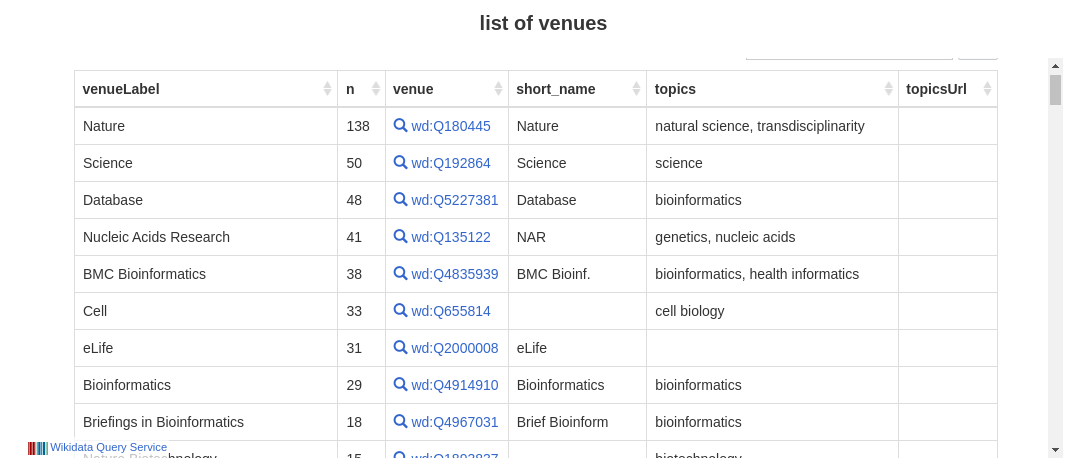 list of venues
venueLabel n venue short_name topics topicsUrl
Nature 138 wd:Q180445 Nature natural science, transdisciplinarity
Science 50 wd:Q192864 Science science
Database 48 wd:Q5227381 Database bioinformatics
Nucleic Acids Research 41 wd:Q135122 NAR genetics, nucleic acids
BMC Bioinformatics 38 wd:Q4835939 BMC Bioinf. bioinformatics, health informatics
Cell 33 wd:Q655814 cell biology
eLife 31 wd:Q2000008 eLife
Bioinformatics 29 wd:Q4914910 Bioinformatics bioinformatics
Briefings in Bioinformatics 18 wd:Q4967031 Brief Bioinform bioinformatics
Wikidata Query Service
Nature Biotechnology 15 wd:Q1893837 biotechnology